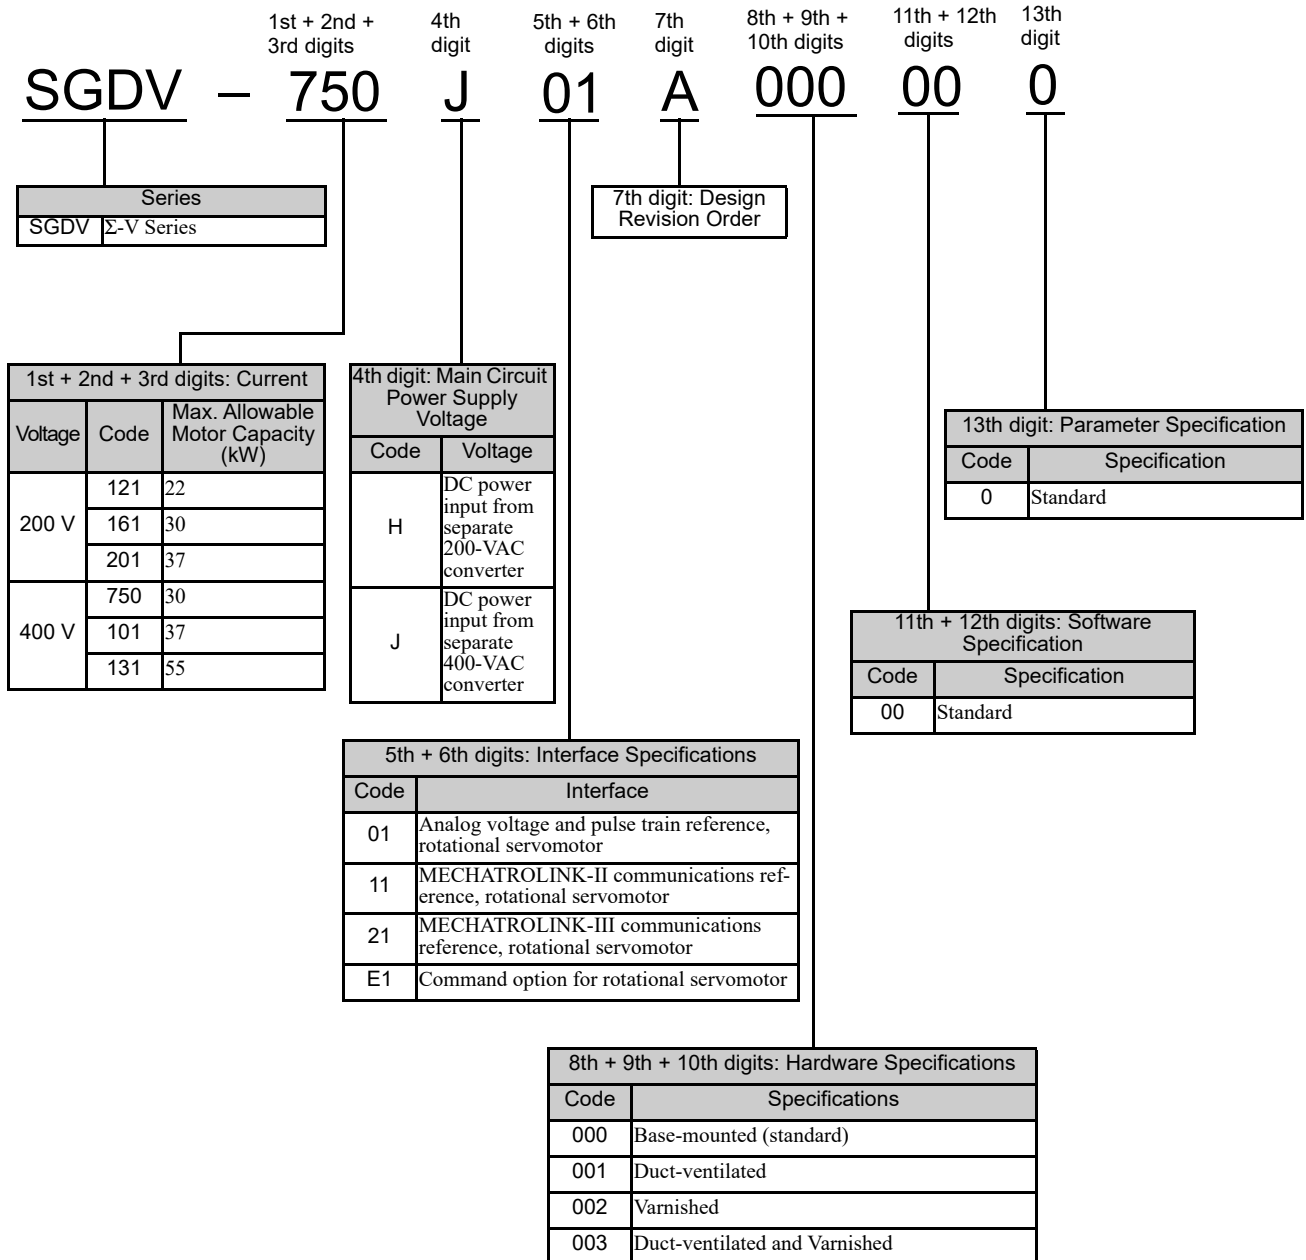 1st + 2nd +
3rd digits
4th
digit
5th + 6th
digits
7th
digit
8th + 9th +
10th digits
11th + 12th
digits
13th
digit
SGDV – 750 J 01 A 000 00 0
Series
SGDV Σ-V Series
7th digit: Design
Revision Order
1st + 2nd + 3rd digits: Current
Voltage Code Max. Allowable
Motor Capacity
(kW)
200 V
121 22
161 30
201 37
400 V
750 30
101 37
131 55
4th digit: Main Circuit
Power Supply
Voltage
Code Voltage
H
DC power
input from
separate
200-VAC
converter
J
DC power
input from
separate
400-VAC
converter
13th digit: Parameter Specification
Code Specification
0 Standard
11th + 12th digits: Software
Specification
Code Specification
00 Standard
5th + 6th digits: Interface Specifications
Code Interface
01 Analog voltage and pulse train reference,
rotational servomotor
11 MECHATROLINK-II communications ref-
erence, rotational servomotor
21 MECHATROLINK-III communications
reference, rotational servomotor
E1 Command option for rotational servomotor
8th + 9th + 10th digits: Hardware Specifications
Code Specifications
000 Base-mounted (standard)
001 Duct-ventilated
002 Varnished
003 Duct-ventilated and Varnished